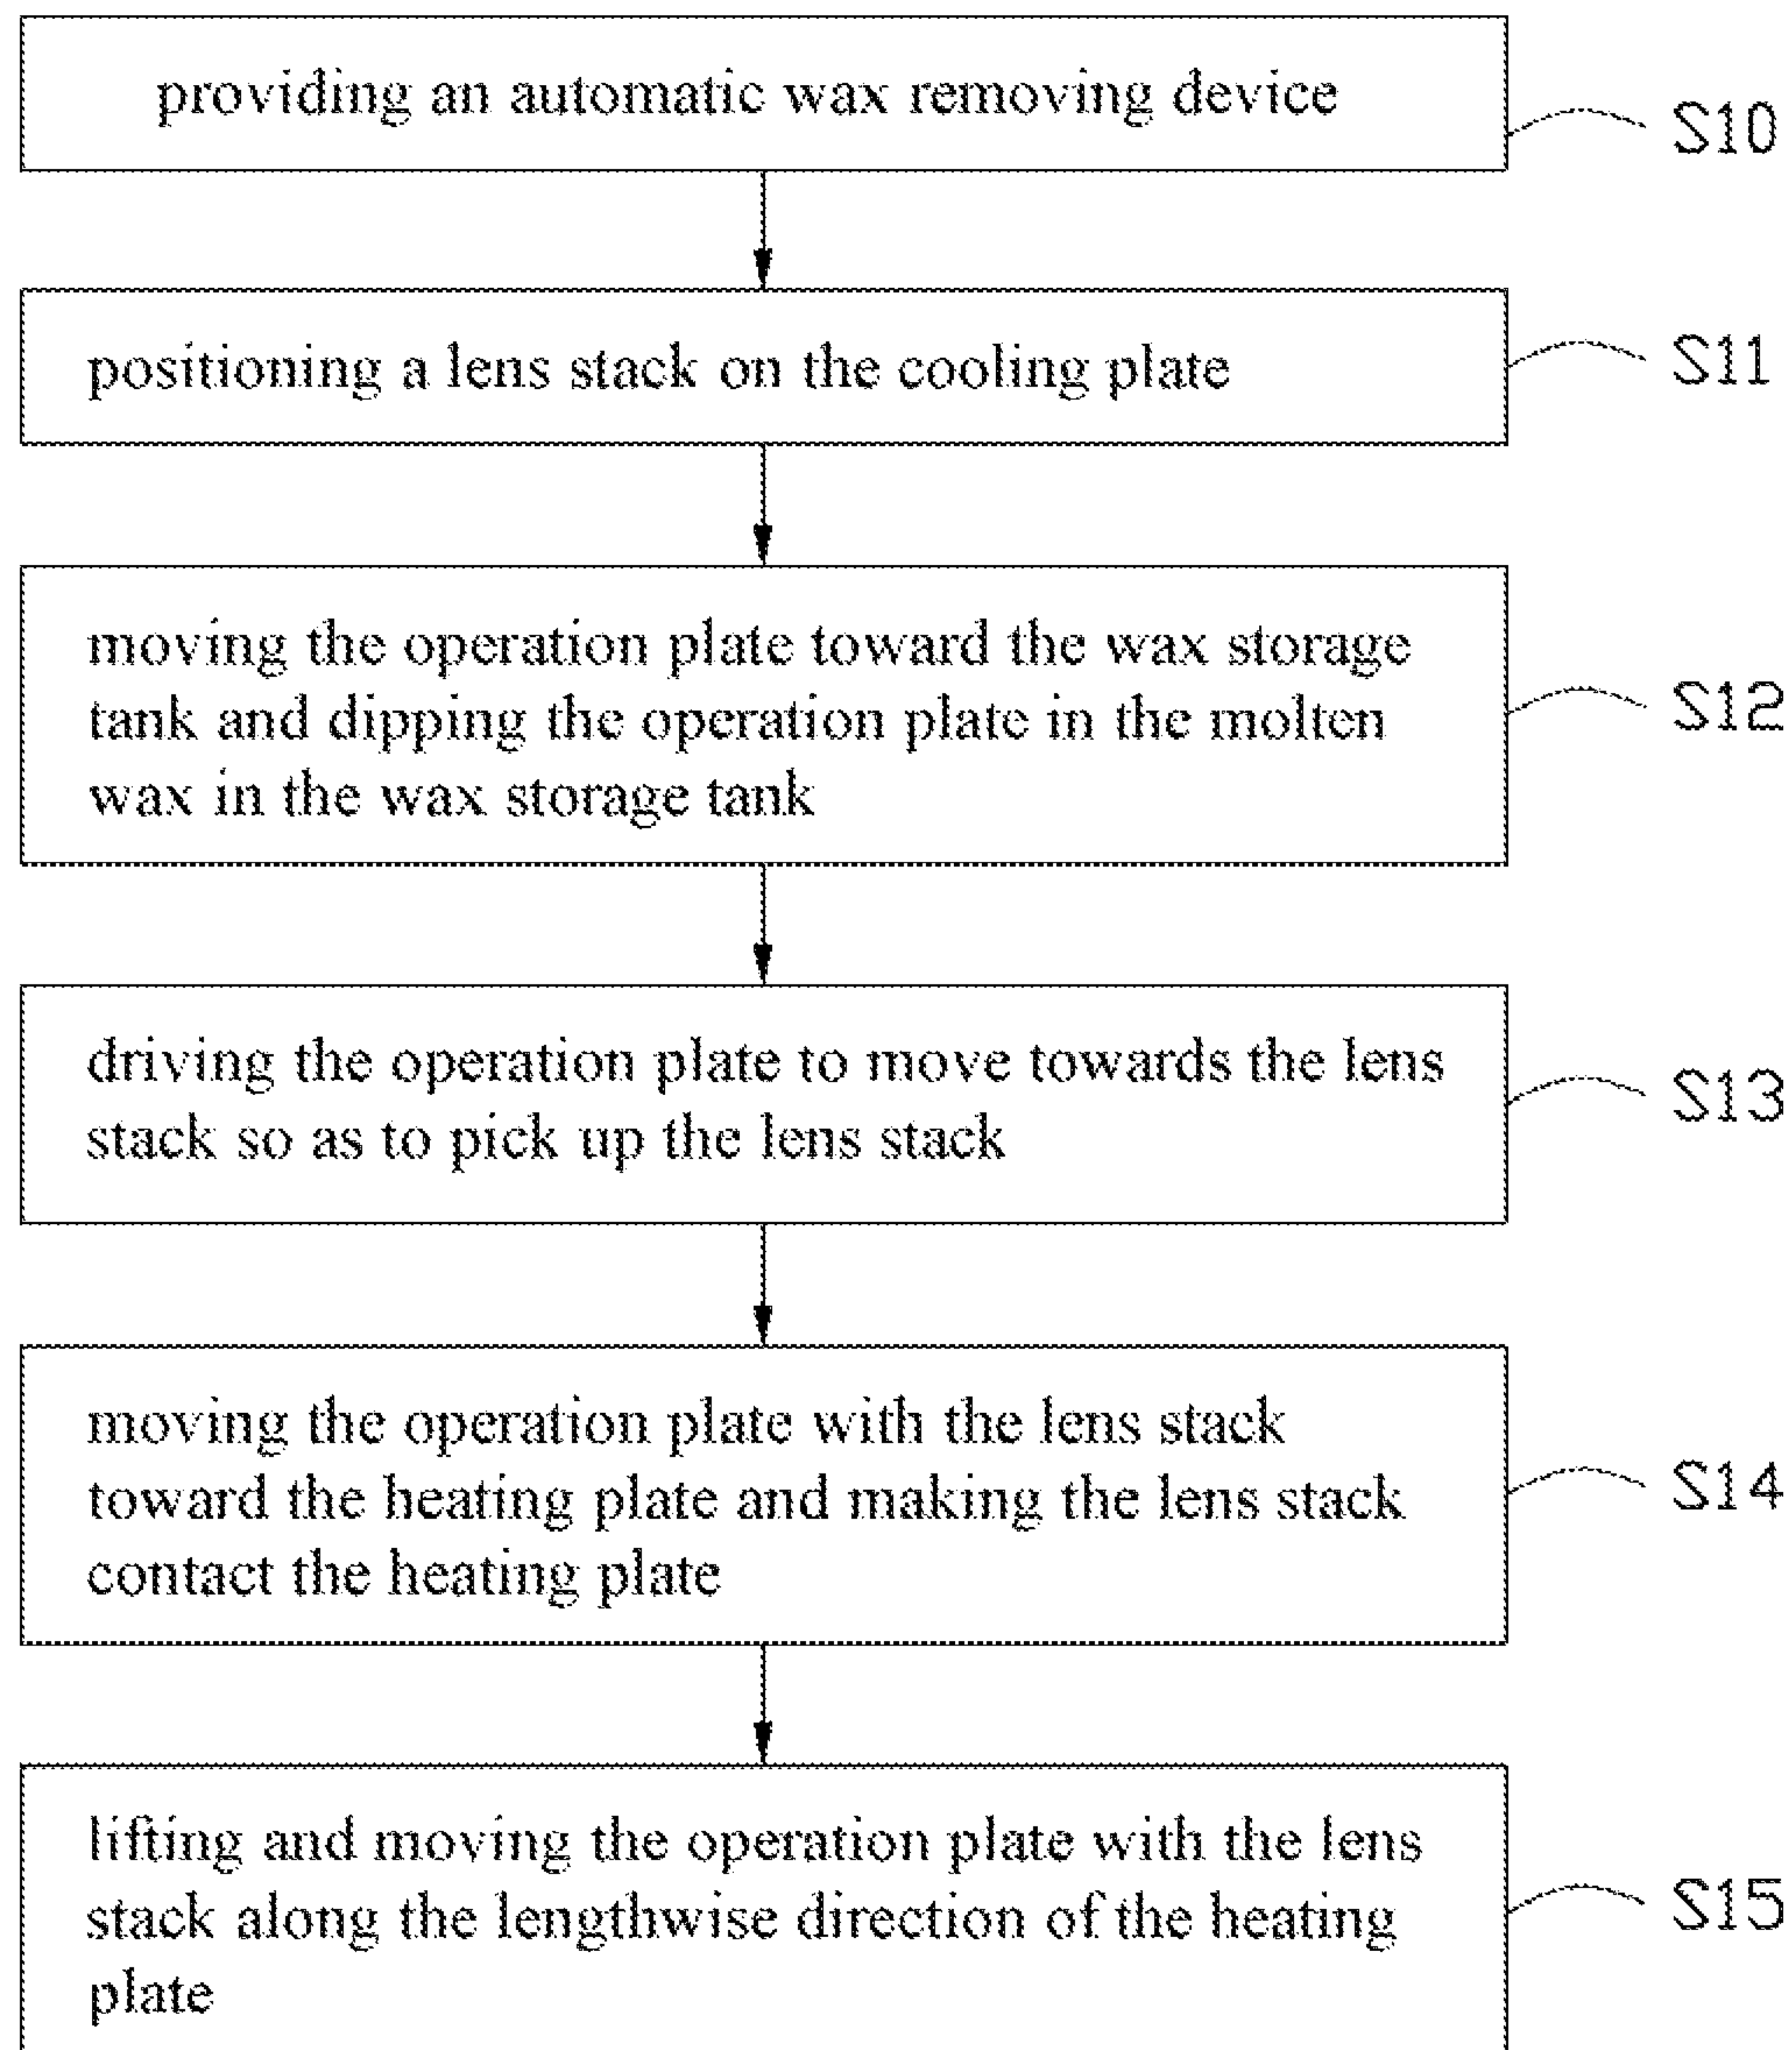 providing an automatic wax removing device
S10
positioning a lens stack on the cooling plate
S11
moving the operation plate toward the wax storage
tank and dipping the operation plate in the molten
wax in the wax storage tank
S12
driving the operation plate to move towards the lens
stack so as to pick up the lens stack
S13
moving the operation plate with the lens stack
toward the heating plate and making the lens stack
contact the heating plate
S14
lifting and moving the operation plate with the lens
stack along the lengthwise direction of the heating
plate
S15